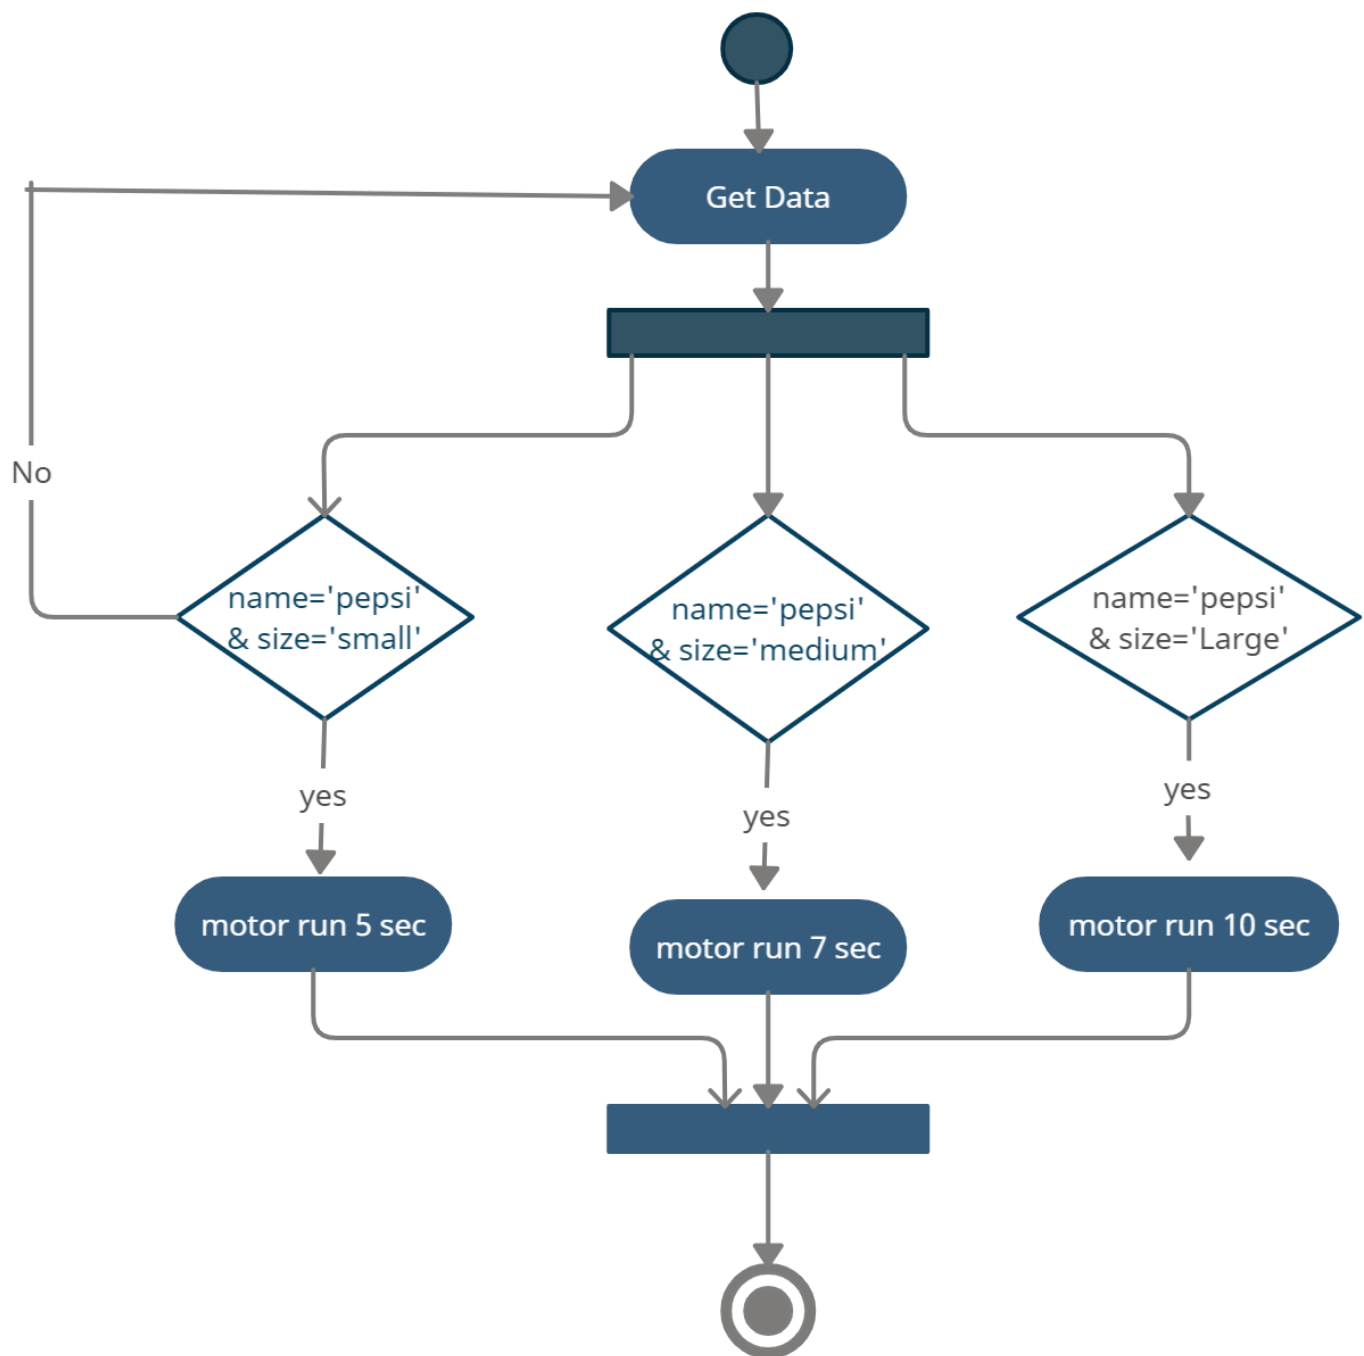 Get Data
No
name='pepsi'
& size='small'
name='pepsi'
& size='medium'
name='pepsi'
& size='Large'
yes
yes
yes
motor run 5 sec
motor run 7 sec
motor run 10 sec